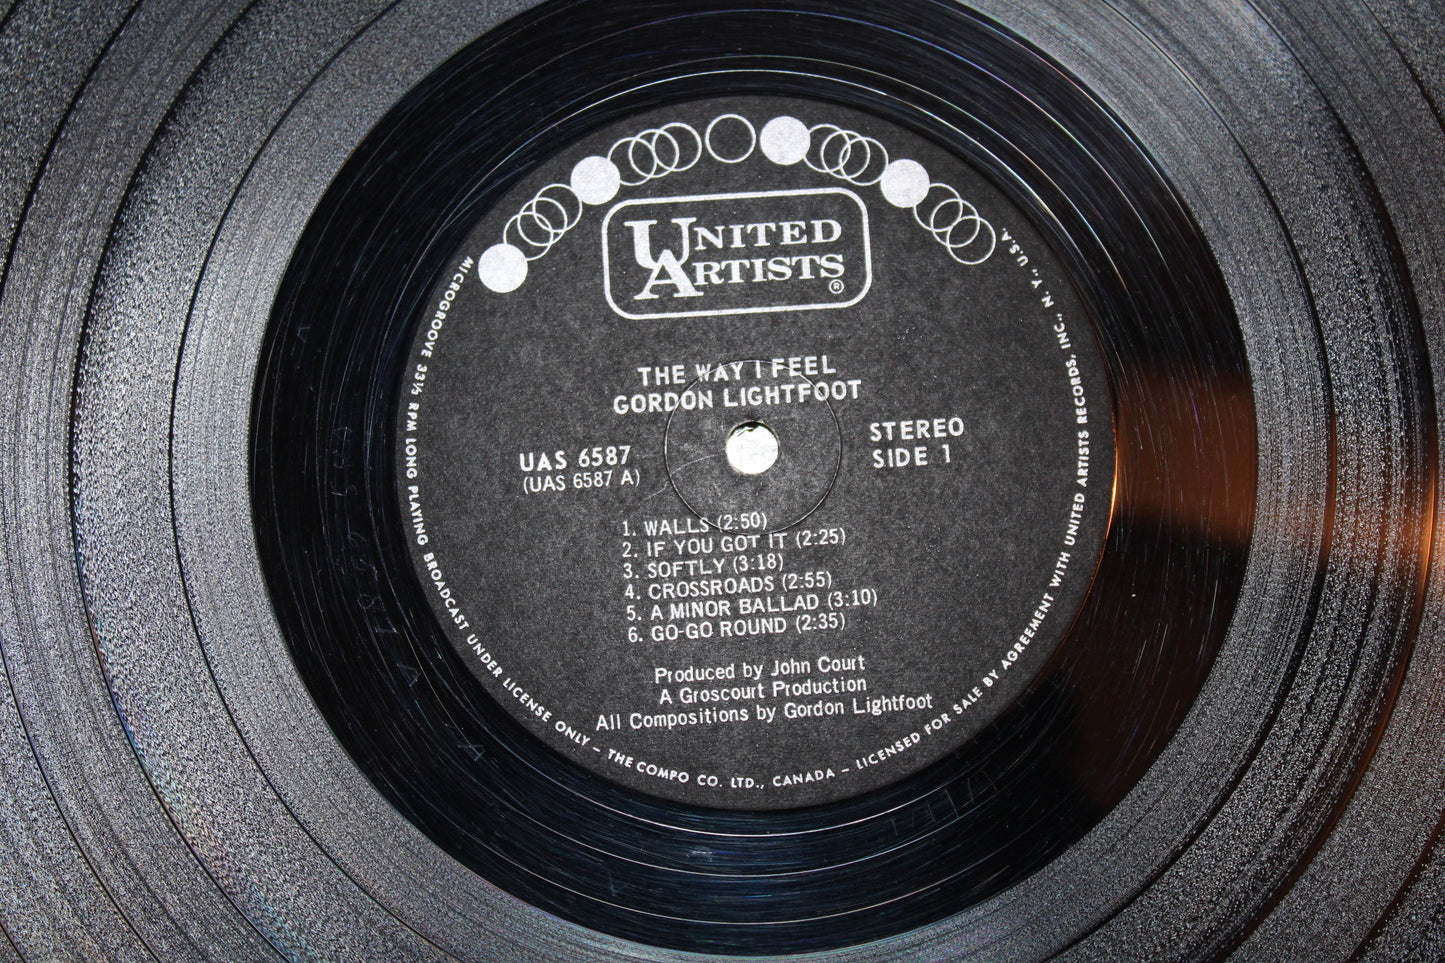 UNITED
ARTISTS
®
THE WAY I FEEL
GORDON LIGHTFOOT
UAS 6587
(UAS 6587 A)
STEREO
SIDE 1
1. WALLS (2:50)
2. IF YOU GOT IT (2:25)
3. SOFTLY (3:18)
4. CROSSROADS (2:55)
5. A MINOR BALLAD (3:10)
6. GO-GO ROUND (2:35)
Produced by John Court
A Groscourt Production
All Compositions by Gordon Lightfoot
MICROGROOVE 33⅓ RPM LONG PLAYING BROADCAST UNDER LICENSE ONLY – THE COMPO CO. LTD., CANADA – LICENSED FOR SALE BY AGREEMENT WITH UNITED ARTISTS RECORDS, INC., N. Y., U.S.A.